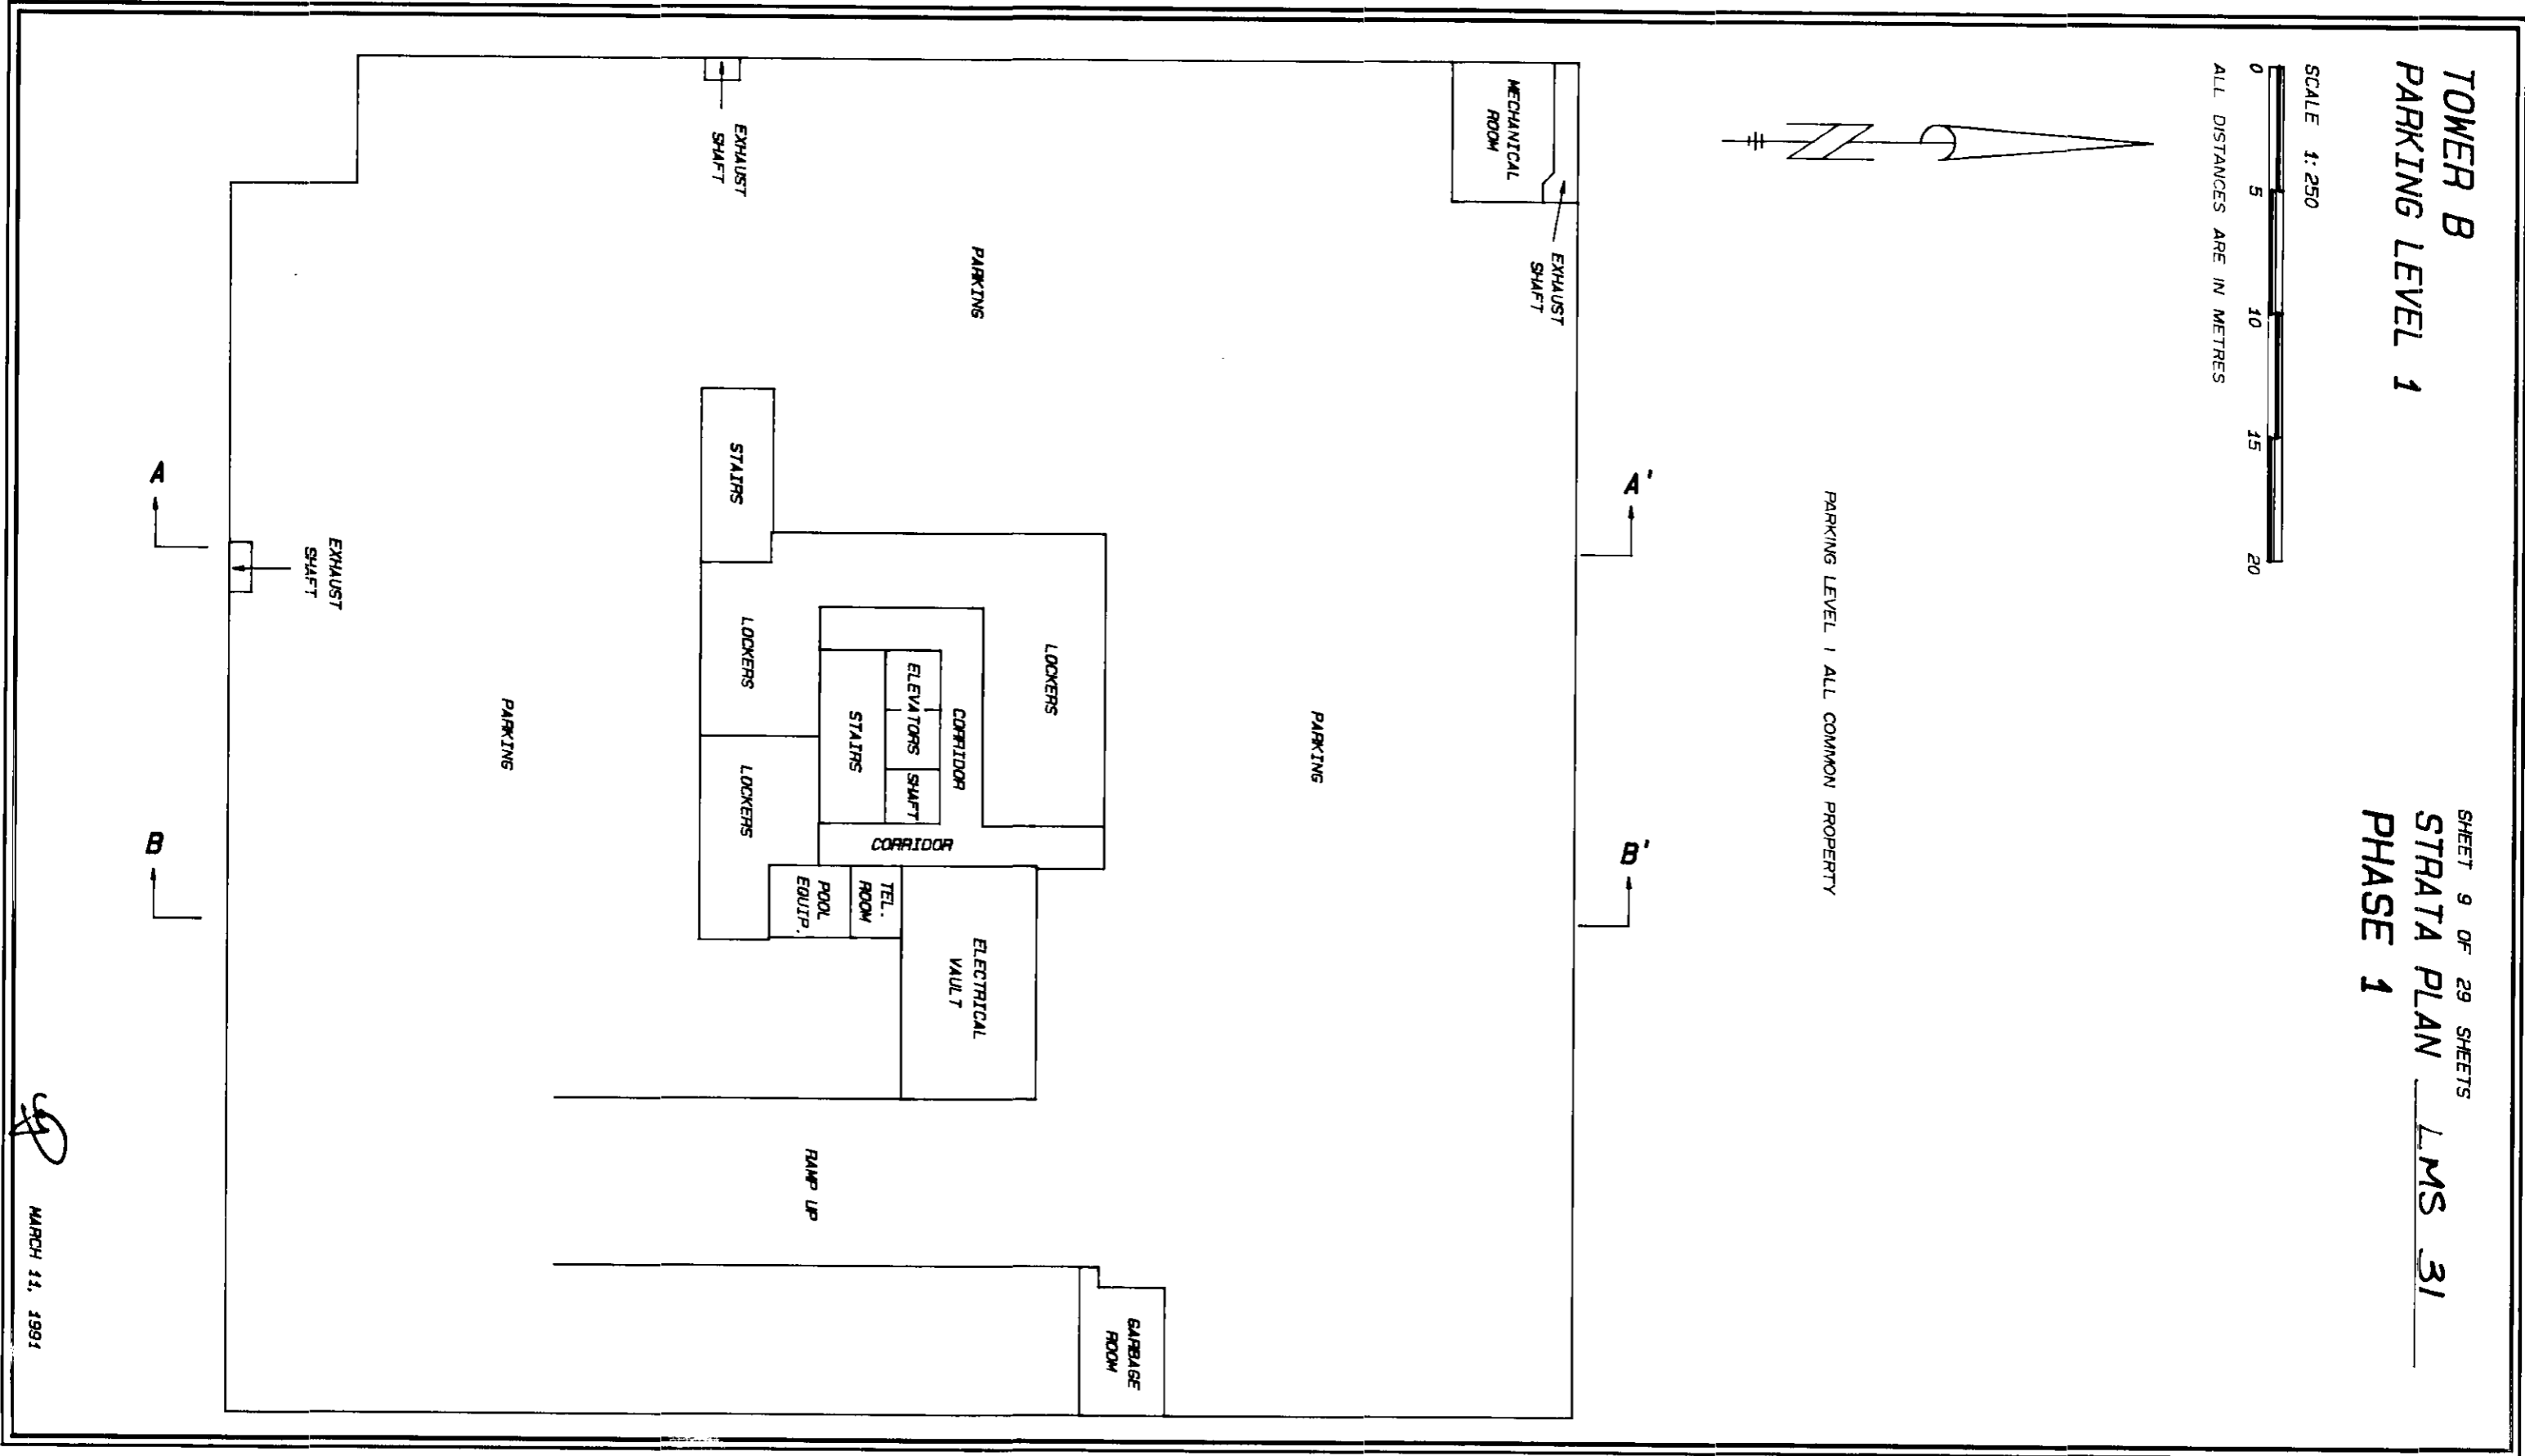 SHEET 9 OF 29 SHEETS
TOWER B
STRATA PLAN LMS 31
PARKING LEVEL 1
PHASE 1
SCALE 1:250
0 5 10 15 20
ALL DISTANCES ARE IN METRES
PARKING LEVEL 1 ALL COMMON PROPERTY
N
A'
B'
MECHANICAL
ROOM
EXHAUST
SHAFT
PARKING
GARBAGE
ROOM
LOCKERS
PARKING
CORRIDOR
ELEVATORS
SHAFT
STAIRS
CORRIDOR
ELECTRICAL
VAULT
TEL.
ROOM
POOL
EQUIP.
RAMP UP
EXHAUST
SHAFT
STAIRS
LOCKERS
LOCKERS
PARKING
EXHAUST
SHAFT
A
B
MARCH 11, 1991